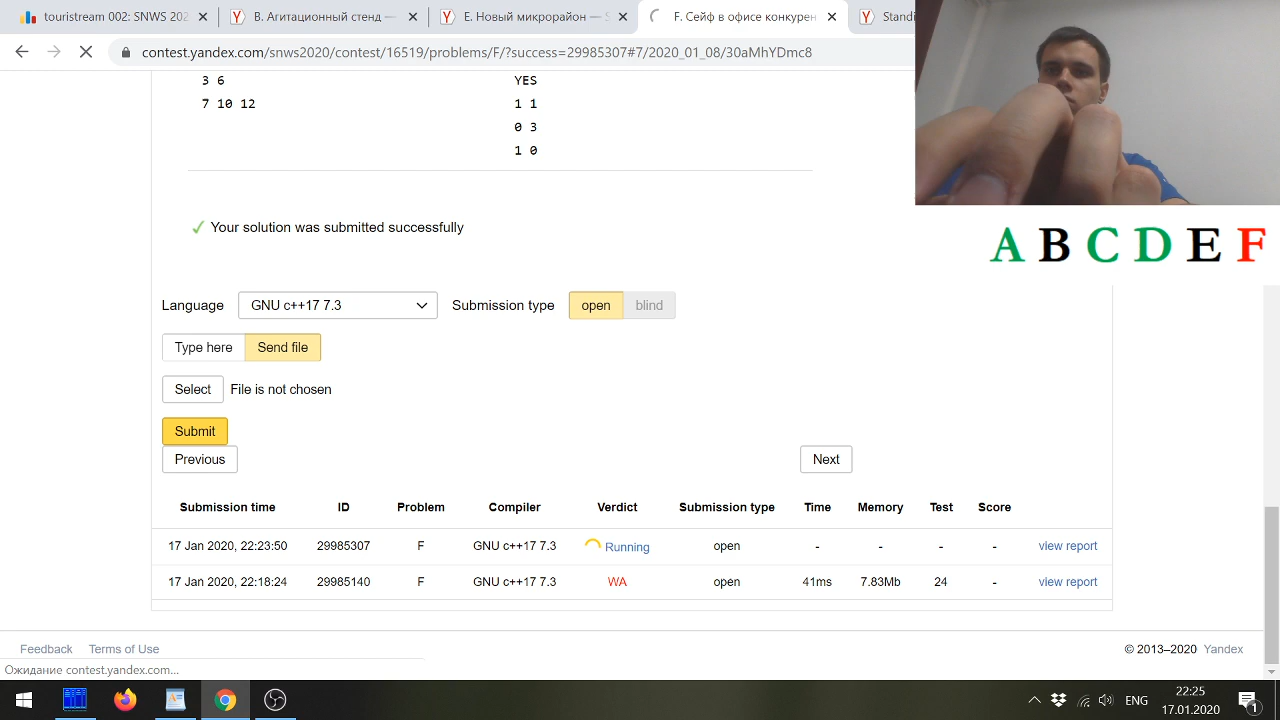 touristream 002: SNWS 202
В. Агитационный стенд —
Е. Новый микрорайон — S
F. Сейф в офисе конкурен
Standi
contest.yandex.com/snws2020/contest/16519/problems/F/?success=29985307#7/2020_01_08/30aMhYDmc8
3 6 YES
7 10 12 1 1
0 3
1 0
Your solution was submitted successfully
A B C D E F
Language GNU c++17 7.3 Submission type open blind
Type here Send file
Select File is not chosen
Submit
Previous Next
Submission time ID Problem Compiler Verdict Submission type Time Memory Test Score
17 Jan 2020, 22:23:50 29985307 F GNU c++17 7.3 Running open - - - - view report
17 Jan 2020, 22:18:24 29985140 F GNU c++17 7.3 WA open 41ms 7.83Mb 24 - view report
Feedback Terms of Use © 2013–2020 Yandex
Ожидание contest.yandex.com...
ENG 22:25
17.01.2020
1